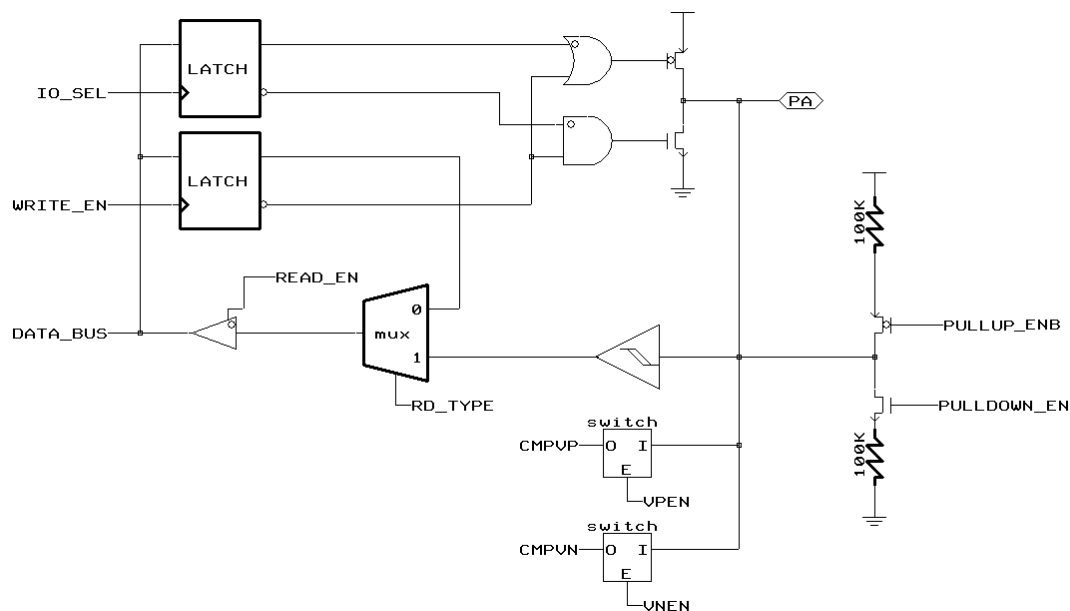 LATCH
IO_SEL
PA
LATCH
WRITE_EN
100K
READ_EN
0
DATA_BUS
mux
PULLUP_ENB
1
RD_TYPE
PULLDOWN_EN
switch
CMPVP
O I
E
100K
VPEN
switch
CMPVN
O I
E
VNEN